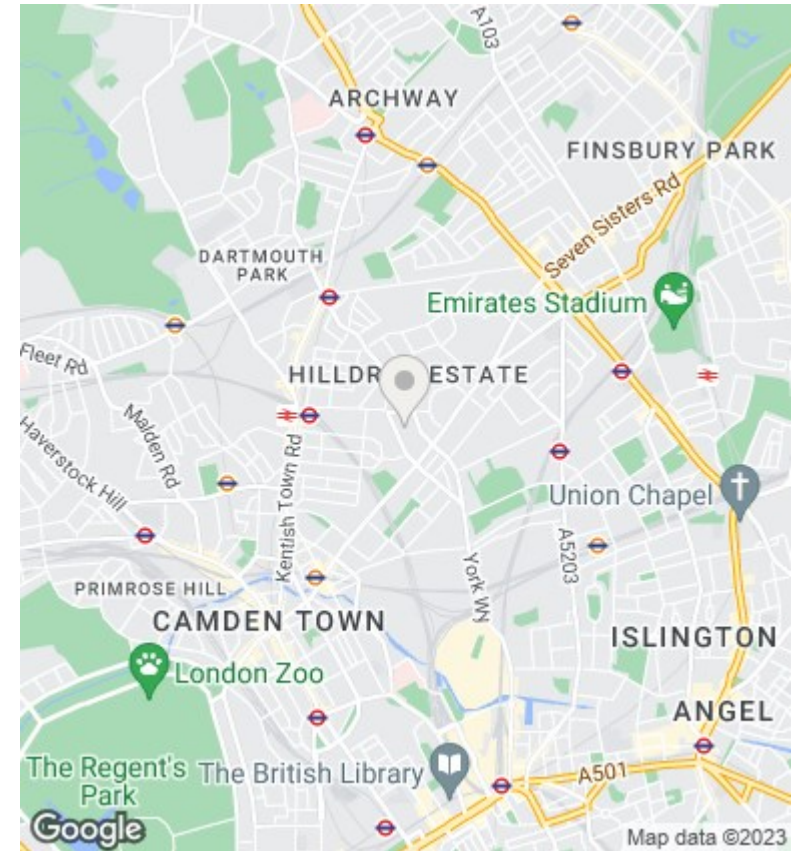 A103
ARCHWAY
FINSBURY PARK
Seven Sisters Rd
DARTMOUTH
PARK
Emirates Stadium
Fleet Rd
HILLDR ESTATE
Malden Rd
Haverstock Hill
Kentish Town Rd
Union Chapel
A5203
York Wy
PRIMROSE HILL
CAMDEN TOWN
ISLINGTON
London Zoo
ANGEL
The Regent's
Park
The British Library
A501
Google
Map data ©2023